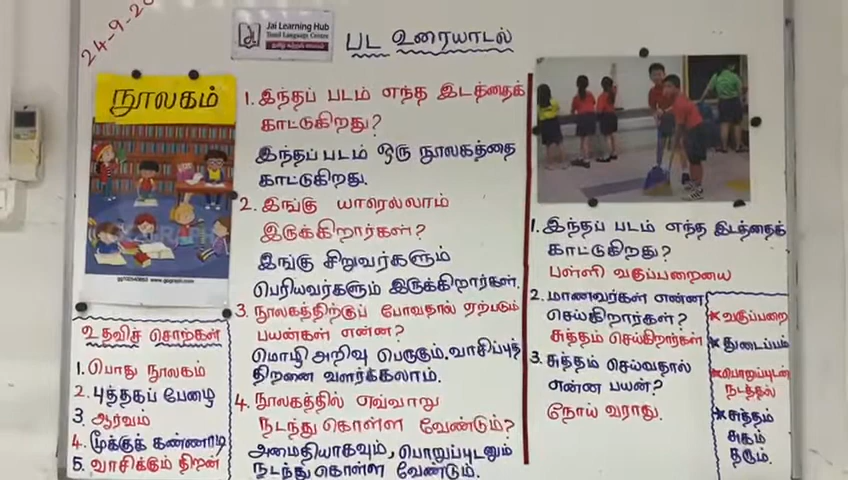 24-9-20
Jai Learning Hub
Tamil Language Centre
பட உரையாடல்
நூலகம்
1. இந்தப் படம் எந்த இடத்தைக்
காட்டுகிறது?
இந்தப் படம் ஒரு நூலகத்தை
காட்டுகிறது.
2. இங்கு யாரெல்லாம்
இருக்கிறார்கள்?
இங்கு சிறுவர்களும்
பெரியவர்களும் இருக்கிறார்கள்.
3. நூலகத்திற்குப் போவதால் ஏற்படும்
பயன்கள் என்ன?
மொழி அறிவு பெருகும், வாசிப்புத்
திறனை வளர்க்கலாம்.
4. நூலகத்தில் எவ்வாறு
நடந்து கொள்ள வேண்டும்?
அமைதியாகவும், பொறுப்புடனும்
நடந்து கொள்ள வேண்டும்.
உதவிச் சொற்கள்
1. பொது நூலகம்
2. புத்தகப் பேழை
3. ஆர்வம்
4. மூக்குக் கண்ணாடி
5. வாசிக்கும் திறன்
1. இந்தப் படம் எந்த இடத்தைக்
காட்டுகிறது?
பள்ளி வகுப்பறையை
2. மாணவர்கள் என்ன
செய்கிறார்கள்?
சுத்தம் செய்கிறார்கள்
3. சுத்தம் செய்வதால்
என்ன பயன்?
நோய் வராது.
* வகுப்பறை
* துடைப்பம்
* பொறுப்புடன்
நடத்தல்
* சுத்தம்
சுகம்
தரும்.